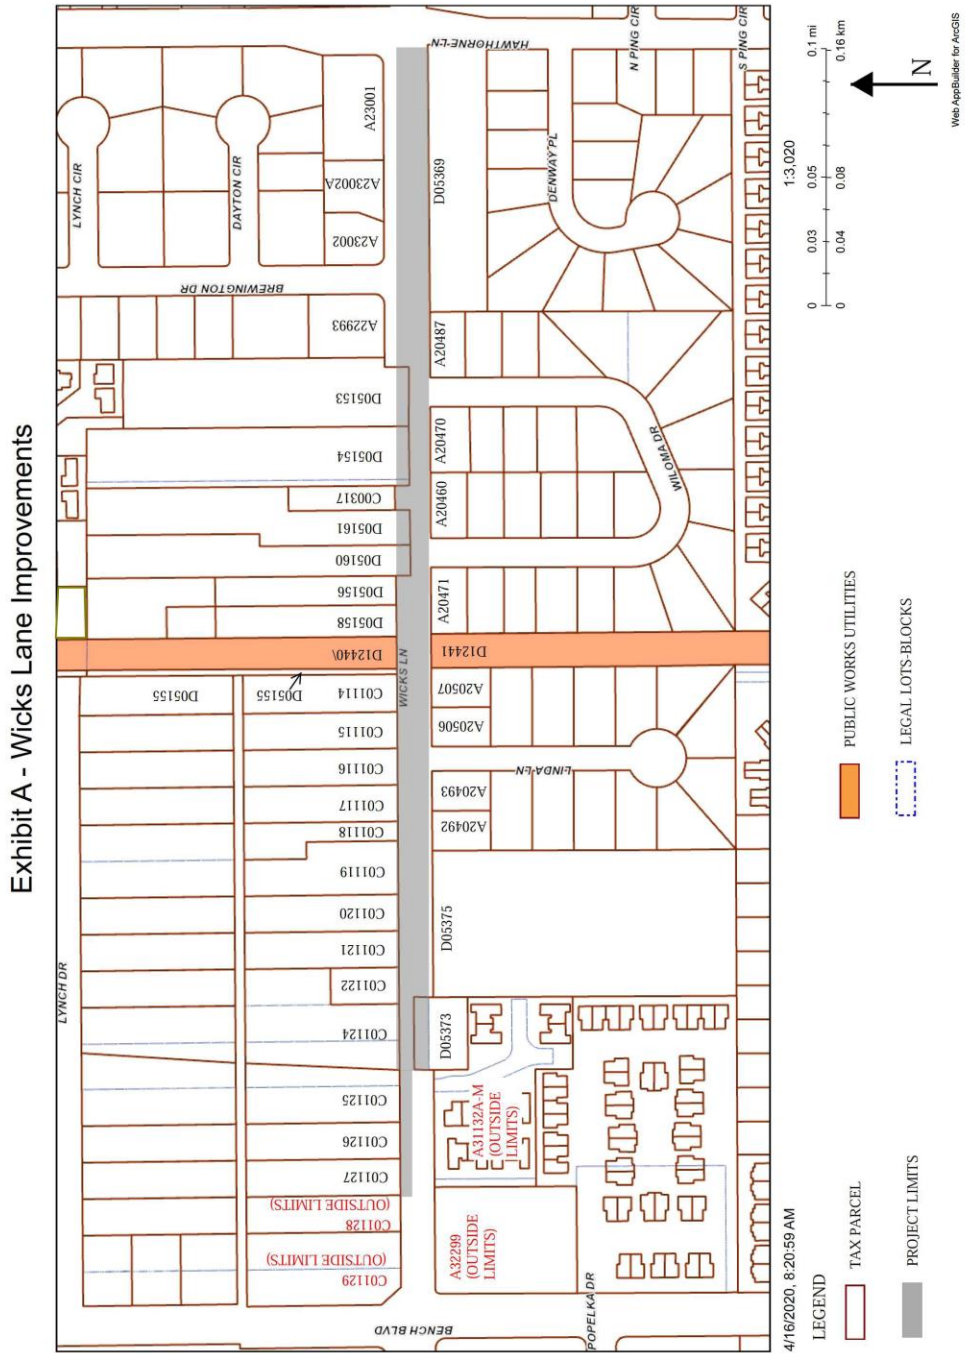 Exhibit A - Wicks Lane Improvements
LYNCH DR
LYNCH CIR
DAYTON CIR
BREWINGTON DR
HAWTHORNE LN
N PING CIR
S PING CIR
DENWAY PL
WILOMA DR
LINDA LN
WICKS LN
BENCH BLVD
POPELKA DR
C01129
(OUTSIDE LIMITS)
C01128
(OUTSIDE LIMITS)
C01127
C01126
C01125
C01124
C01122
C01121
C01120
C01119
C01118
C01117
C01116
C01115
C01114
D05155
D05155
D12440\
D05158
D05156
D05160
D05161
C00317
D05154
D05153
A22993
A23002
A23002A
A23001
A32299
(OUTSIDE
LIMITS)
A31132A-M
(OUTSIDE
LIMITS)
D05373
D05375
A20492
A20493
A20506
A20507
D12441
A20471
A20460
A20470
A20487
D05369
4/16/2020, 8:20:59 AM
LEGEND
TAX PARCEL
PROJECT LIMITS
PUBLIC WORKS UTILITIES
LEGAL LOTS-BLOCKS
1:3,020
0 0.03 0.05 0.1 mi
0 0.04 0.08 0.16 km
N
Web AppBuilder for ArcGIS